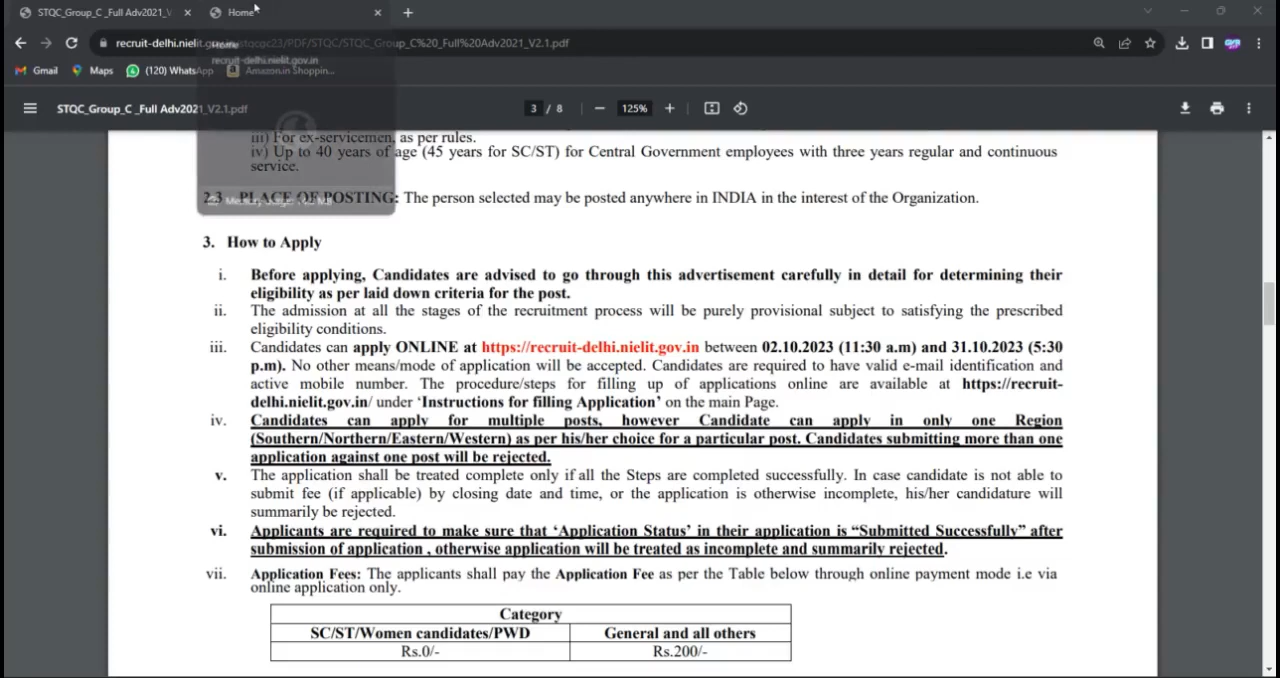 STQC_Group_C _Full Adv2021_V
Home
recruit-delhi.nielit.gov.in/stqcgc23/PDF/STQC/STQC_Group_C%20_Full%20Adv2021_V2.1.pdf
Home
recruit-delhi.nielit.gov.in
Gmail
Maps
(120) WhatsApp
Amazon.in Shoppin...
STQC_Group_C _Full Adv2021_V2.1.pdf
3 / 8
125%
iii) For ex-servicemen, as per rules.
iv) Up to 40 years of age (45 years for SC/ST) for Central Government employees with three years regular and continuous
service.
2.3 PLACE OF POSTING: The person selected may be posted anywhere in INDIA in the interest of the Organization.
3. How to Apply
i. Before applying, Candidates are advised to go through this advertisement carefully in detail for determining their
eligibility as per laid down criteria for the post.
ii. The admission at all the stages of the recruitment process will be purely provisional subject to satisfying the prescribed
eligibility conditions.
iii. Candidates can apply ONLINE at https://recruit-delhi.nielit.gov.in between 02.10.2023 (11:30 a.m) and 31.10.2023 (5:30
p.m). No other means/mode of application will be accepted. Candidates are required to have valid e-mail identification and
active mobile number. The procedure/steps for filling up of applications online are available at https://recruit-
delhi.nielit.gov.in/ under ‘Instructions for filling Application’ on the main Page.
iv. Candidates can apply for multiple posts, however Candidate can apply in only one Region
(Southern/Northern/Eastern/Western) as per his/her choice for a particular post. Candidates submitting more than one
application against one post will be rejected.
v. The application shall be treated complete only if all the Steps are completed successfully. In case candidate is not able to
submit fee (if applicable) by closing date and time, or the application is otherwise incomplete, his/her candidature will
summarily be rejected.
vi. Applicants are required to make sure that ‘Application Status’ in their application is “Submitted Successfully” after
submission of application , otherwise application will be treated as incomplete and summarily rejected.
vii. Application Fees: The applicants shall pay the Application Fee as per the Table below through online payment mode i.e via
online application only.
Category
SC/ST/Women candidates/PWD General and all others
Rs.0/- Rs.200/-